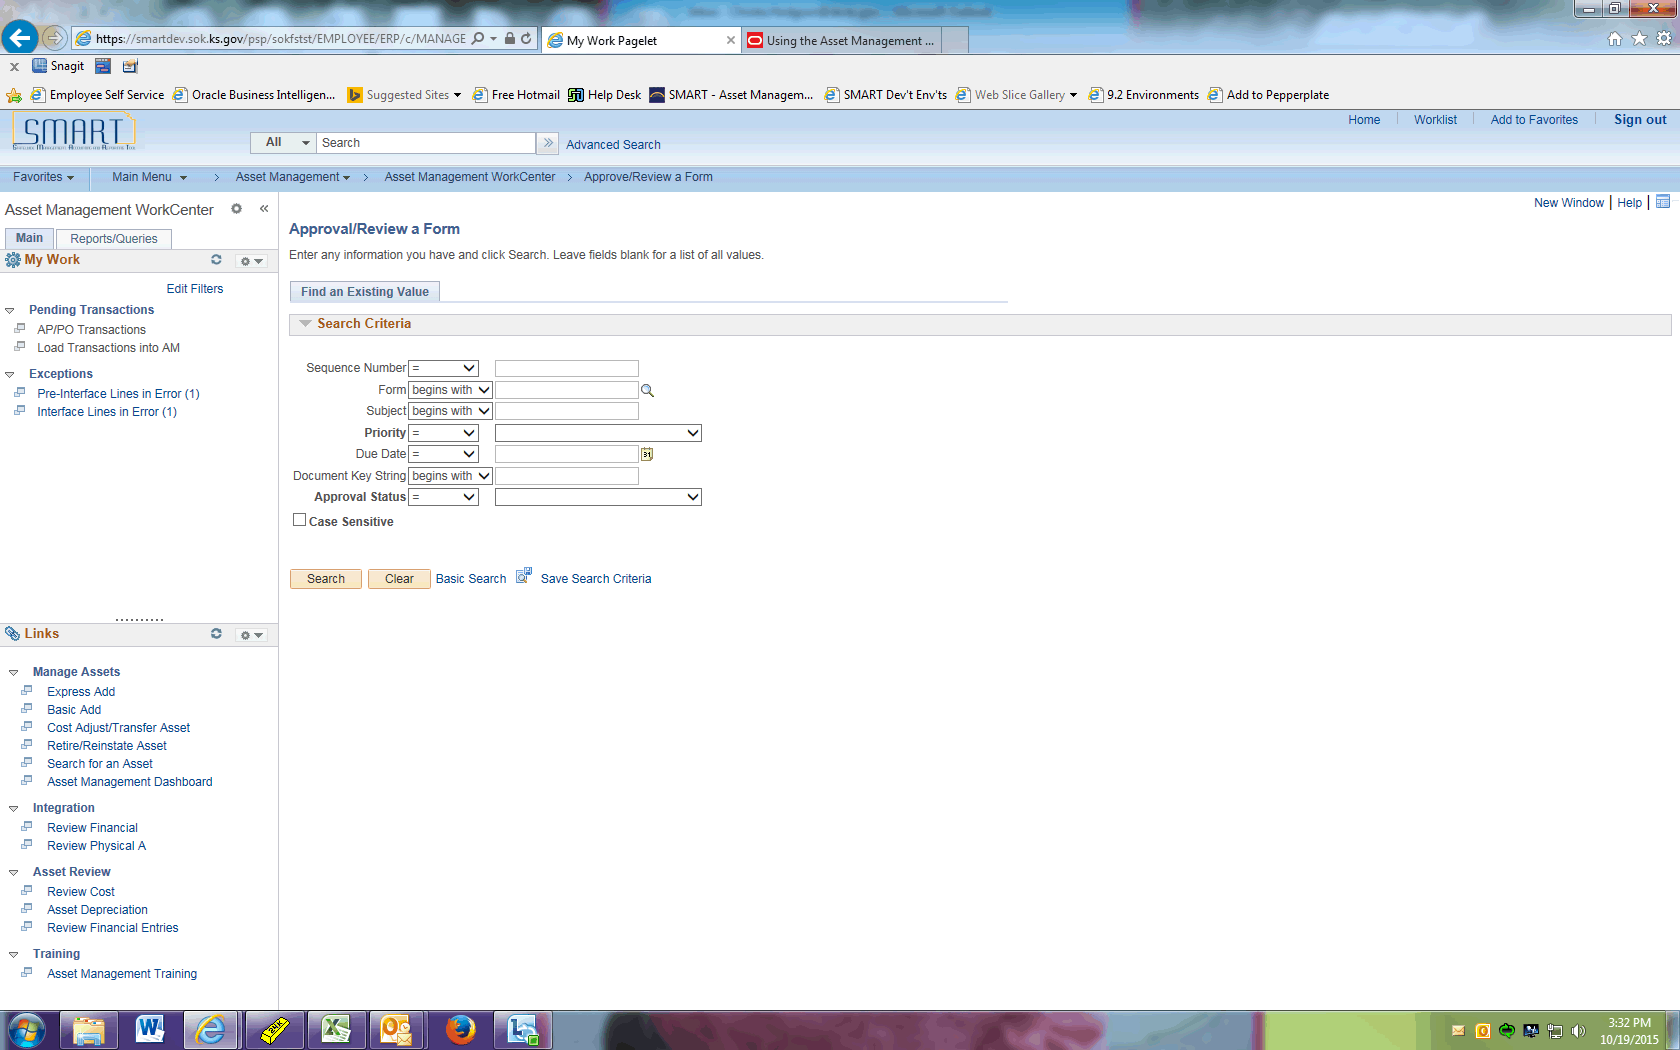 https://smartdev.sok.ks.gov/psp/sokfstst/EMPLOYEE/ERP/c/MANAGE
My Work Pagelet
Using the Asset Management ...
Snagit
Employee Self Service
Oracle Business Intelligen...
Suggested Sites
Free Hotmail
Help Desk
SMART - Asset Managem...
SMART Dev't Env'ts
Web Slice Gallery
9.2 Environments
Add to Pepperplate
SMART
Home
Worklist
Add to Favorites
Sign out
All
Search
Advanced Search
Favorites
Main Menu
Asset Management
Asset Management WorkCenter
Approve/Review a Form
New Window | Help |
Asset Management WorkCenter
Main
Reports/Queries
My Work
Edit Filters
Pending Transactions
AP/PO Transactions
Load Transactions into AM
Exceptions
Pre-Interface Lines in Error (1)
Interface Lines in Error (1)
Links
Manage Assets
Express Add
Basic Add
Cost Adjust/Transfer Asset
Retire/Reinstate Asset
Search for an Asset
Asset Management Dashboard
Integration
Review Financial
Review Physical A
Asset Review
Review Cost
Asset Depreciation
Review Financial Entries
Training
Asset Management Training
Approval/Review a Form
Enter any information you have and click Search. Leave fields blank for a list of all values.
Find an Existing Value
Search Criteria
Sequence Number =
Form begins with
Subject begins with
Priority =
Due Date =
31
Document Key String begins with
Approval Status =
Case Sensitive
Search
Clear
Basic Search
Save Search Criteria
3:32 PM
10/19/2015